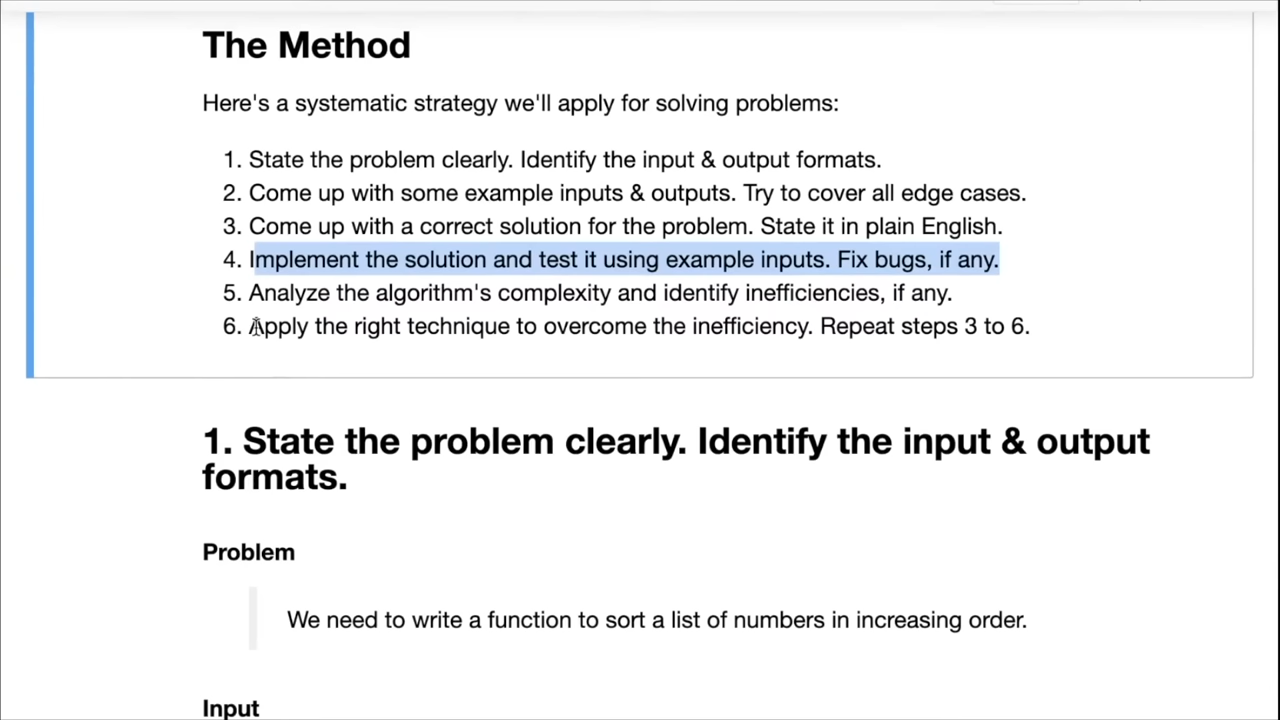 The Method
Here's a systematic strategy we'll apply for solving problems:
1. State the problem clearly. Identify the input & output formats.
2. Come up with some example inputs & outputs. Try to cover all edge cases.
3. Come up with a correct solution for the problem. State it in plain English.
4. Implement the solution and test it using example inputs. Fix bugs, if any.
5. Analyze the algorithm's complexity and identify inefficiencies, if any.
6. Apply the right technique to overcome the inefficiency. Repeat steps 3 to 6.
1. State the problem clearly. Identify the input & output
formats.
Problem
We need to write a function to sort a list of numbers in increasing order.
Input